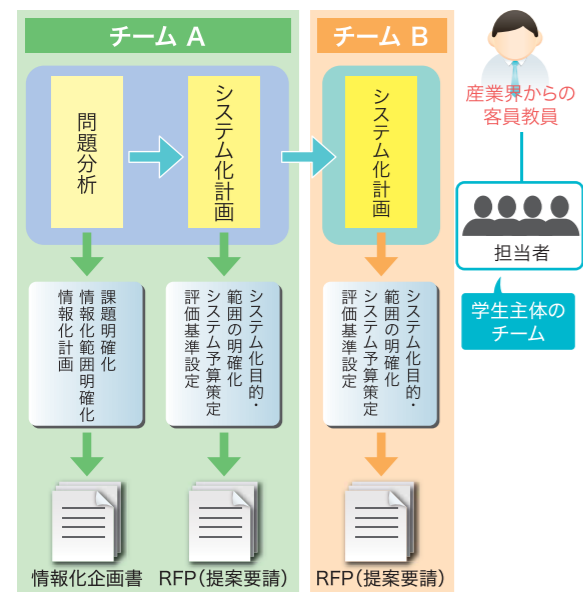 チーム A
問題分析
システム化計画
課題明確化
情報化範囲明確化
情報化計画
システム化目的・
範囲の明確化
システム予算策定
評価基準設定
情報化企画書
RFP（提案要請）
チーム B
システム化計画
システム化目的・
範囲の明確化
システム予算策定
評価基準設定
RFP（提案要請）
産業界からの
客員教員
担当者
学生主体の
チーム